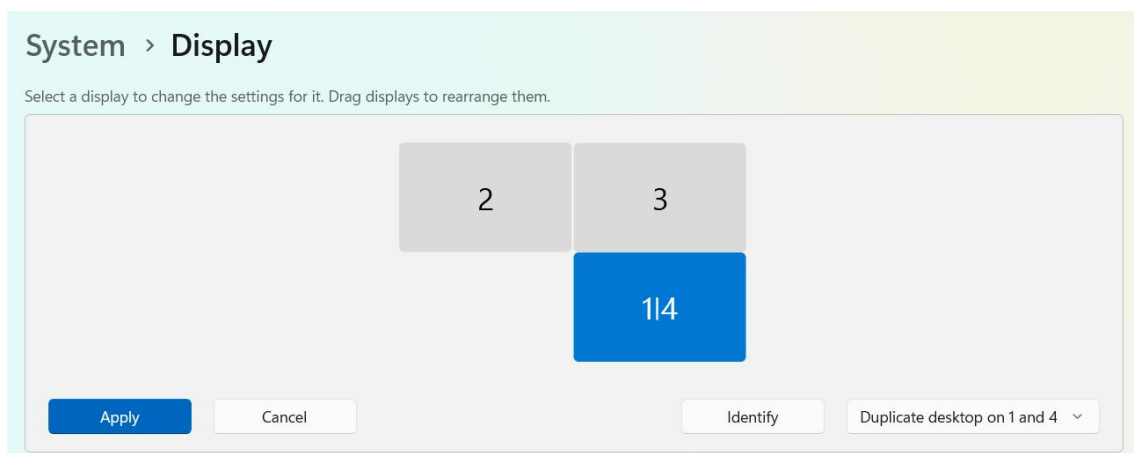 System > Display
Select a display to change the settings for it. Drag displays to rearrange them.
2
3
1|4
Apply
Cancel
Identify
Duplicate desktop on 1 and 4